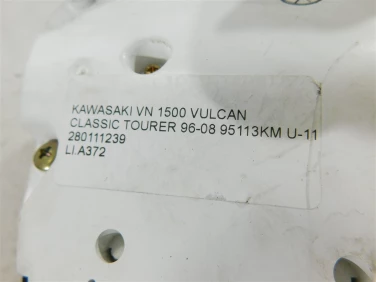 KAWASAKI VN 1500 VULCAN
CLASSIC TOURER 96-08 95113KM U-11
280111239
LI.A372